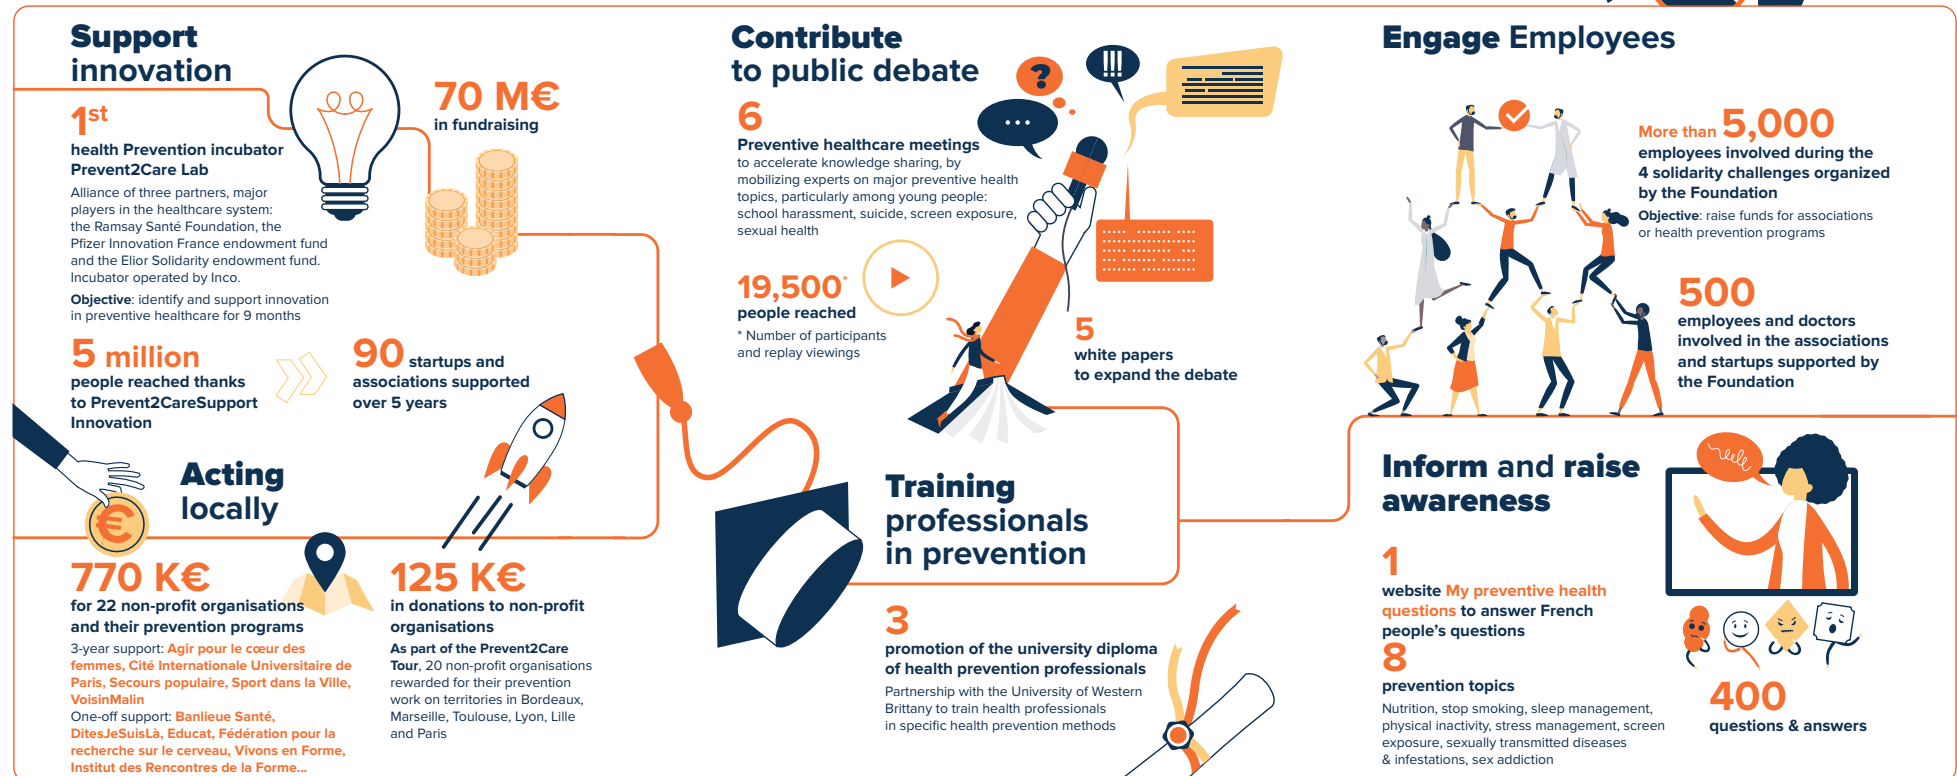 Support
innovation
1st
health Prevention incubator
Prevent2Care Lab
Alliance of three partners, major
players in the healthcare system:
the Ramsay Santé Foundation, the
Pfizer Innovation France endowment fund
and the Elior Solidarity endowment fund.
Incubator operated by Inco.
Objective: identify and support innovation
in preventive healthcare for 9 months
70 M€
in fundraising
5 million
people reached thanks
to Prevent2CareSupport
Innovation
90 startups and
associations supported
over 5 years
Acting
locally
€
770 K€
for 22 non-profit organisations
and their prevention programs
3-year support: Agir pour le cœur des
femmes, Cité Internationale Universitaire de
Paris, Secours populaire, Sport dans la Ville,
VoisinMalin
One-off support: Banlieue Santé,
DitesJeSuisLà, Educat, Fédération pour la
recherche sur le cerveau, Vivons en Forme,
Institut des Rencontres de la Forme...
125 K€
in donations to non-profit
organisations
As part of the Prevent2Care
Tour, 20 non-profit organisations
rewarded for their prevention
work on territories in Bordeaux,
Marseille, Toulouse, Lyon, Lille
and Paris
Contribute
to public debate
6
Preventive healthcare meetings
to accelerate knowledge sharing, by
mobilizing experts on major preventive health
topics, particularly among young people:
school harassment, suicide, screen exposure,
sexual health
?
!!!
...
19,500*
people reached
* Number of participants
and replay viewings
5
white papers
to expand the debate
Training
professionals
in prevention
3
promotion of the university diploma
of health prevention professionals
Partnership with the University of Western
Brittany to train health professionals
in specific health prevention methods
Engage Employees
More than 5,000
employees involved during the
4 solidarity challenges organized
by the Foundation
Objective: raise funds for associations
or health prevention programs
500
employees and doctors
involved in the associations
and startups supported by
the Foundation
Inform and raise
awareness
1
website My preventive health
questions to answer French
people's questions
8
prevention topics
Nutrition, stop smoking, sleep management,
physical inactivity, stress management, screen
exposure, sexually transmitted diseases
& infestations, sex addiction
400
questions & answers